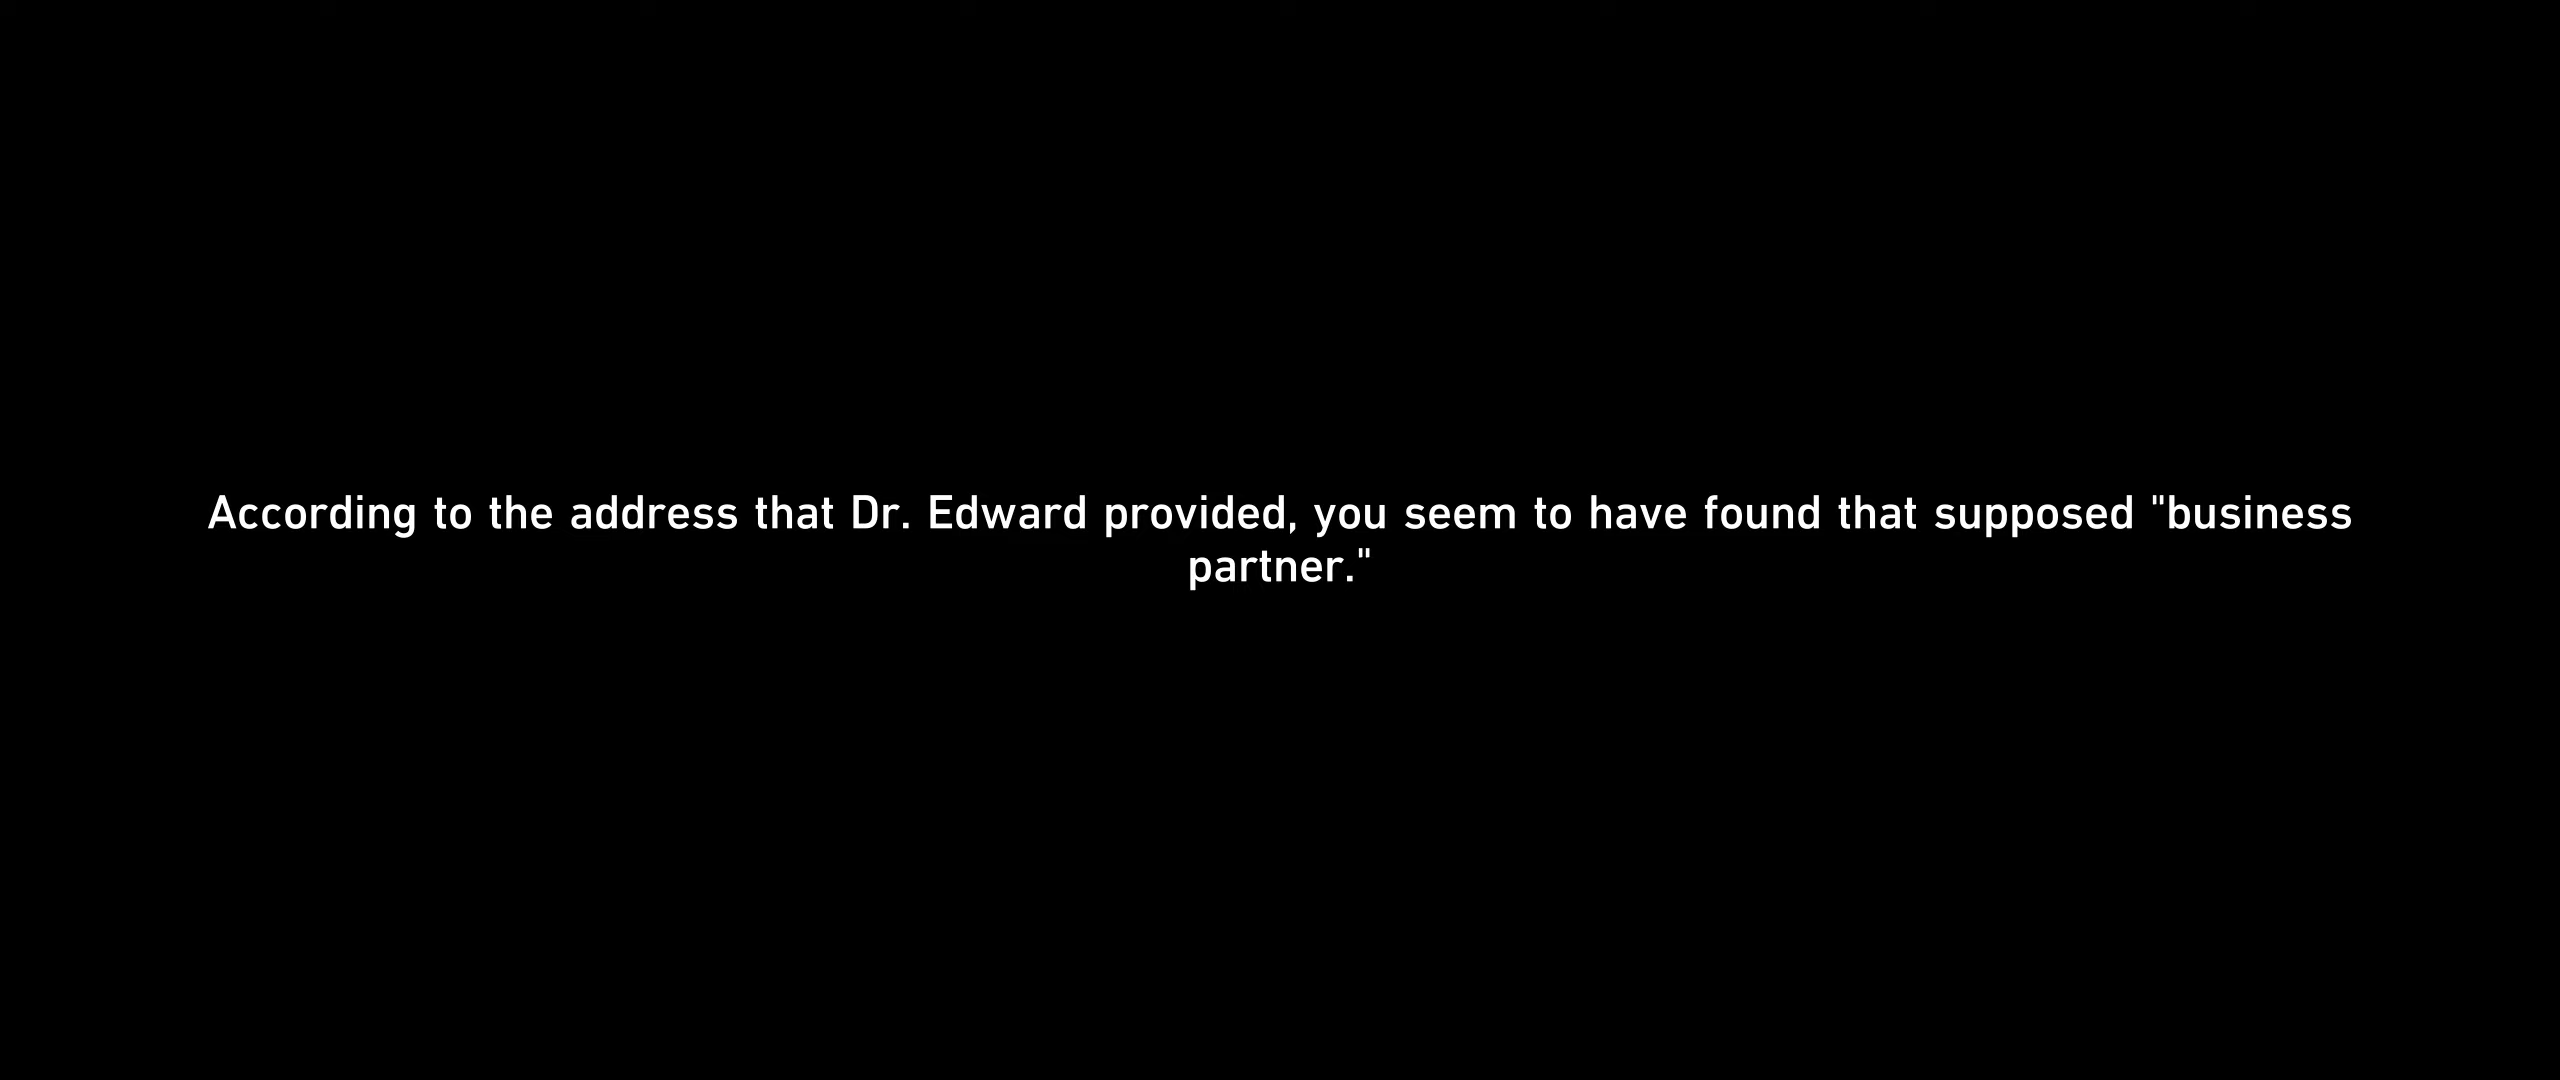 According to the address that Dr. Edward provided, you seem to have found that supposed "business
partner."